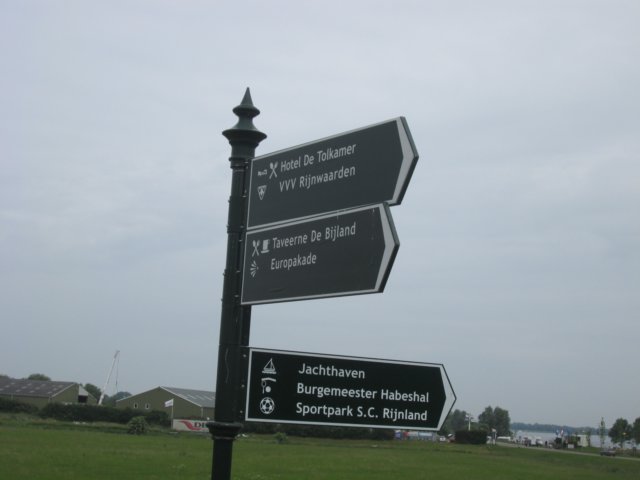 Hotel De Tolkamer
VVV Rijnwaarden
Taveerne De Bijland
Europakade
Jachthaven
Burgemeester Habeshal
Sportpark S.C. Rijnland